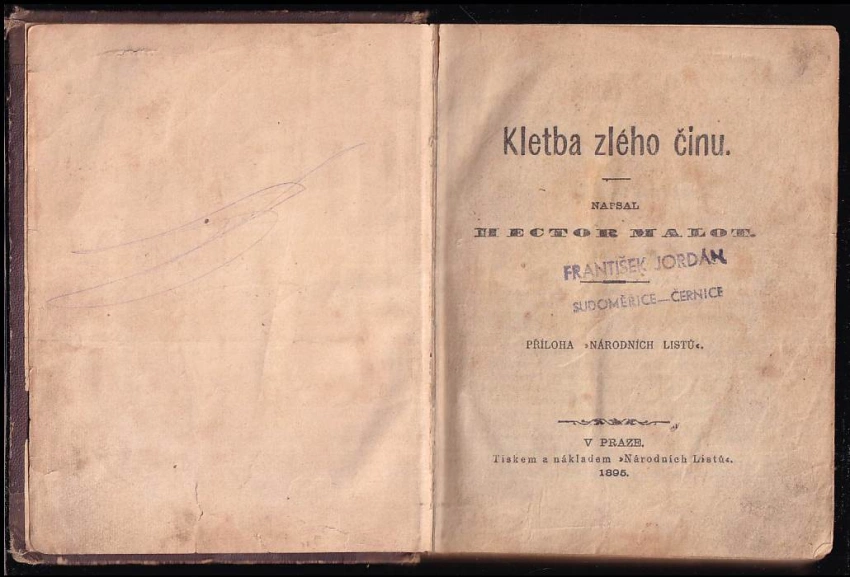 Kletba zlého činu.
NAPSAL
HECTOR MALOT.
FRANTIŠEK JORDÁN
SUDOMĚŘICE—ČERNICE
PŘÍLOHA »NÁRODNÍCH LISTŮ«.
V PRAZE.
Tiskem a nákladem »Národních Listů«.
1895.